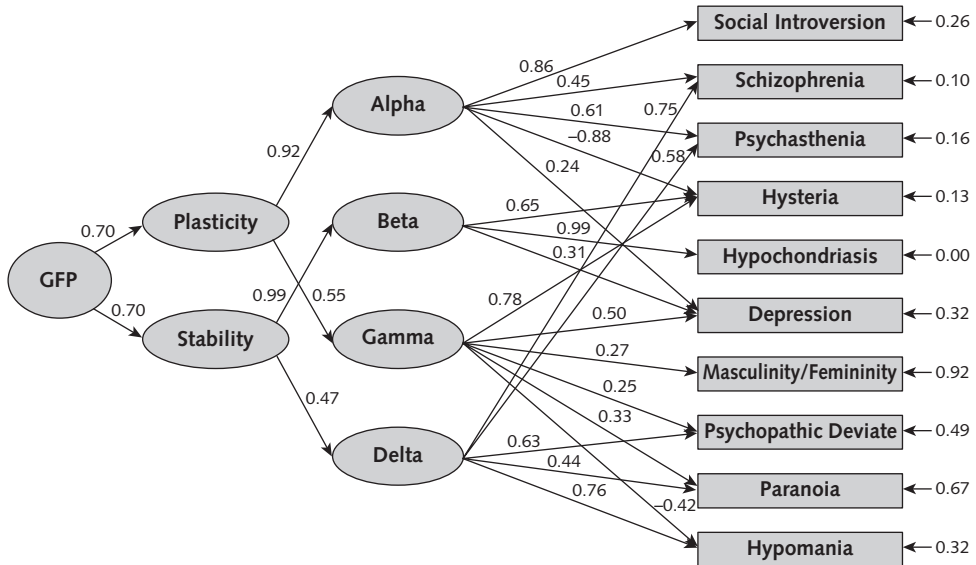 Social Introversion
0.26
0.86
Schizophrenia
0.10
0.45
0.75
Alpha
0.61
Psychasthenia
0.16
–0.88
0.92
0.58
0.24
Hysteria
0.13
0.65
Plasticity
Beta
0.99
0.70
Hypochondriasis
0.00
0.31
GFP
0.99
0.55
0.78
0.50
Depression
0.32
0.70
Stability
Gamma
0.27
Masculinity/Femininity
0.92
0.25
0.47
0.33
Psychopathic Deviate
0.49
0.63
Delta
0.44
Paranoia
0.67
0.76
–0.42
Hypomania
0.32